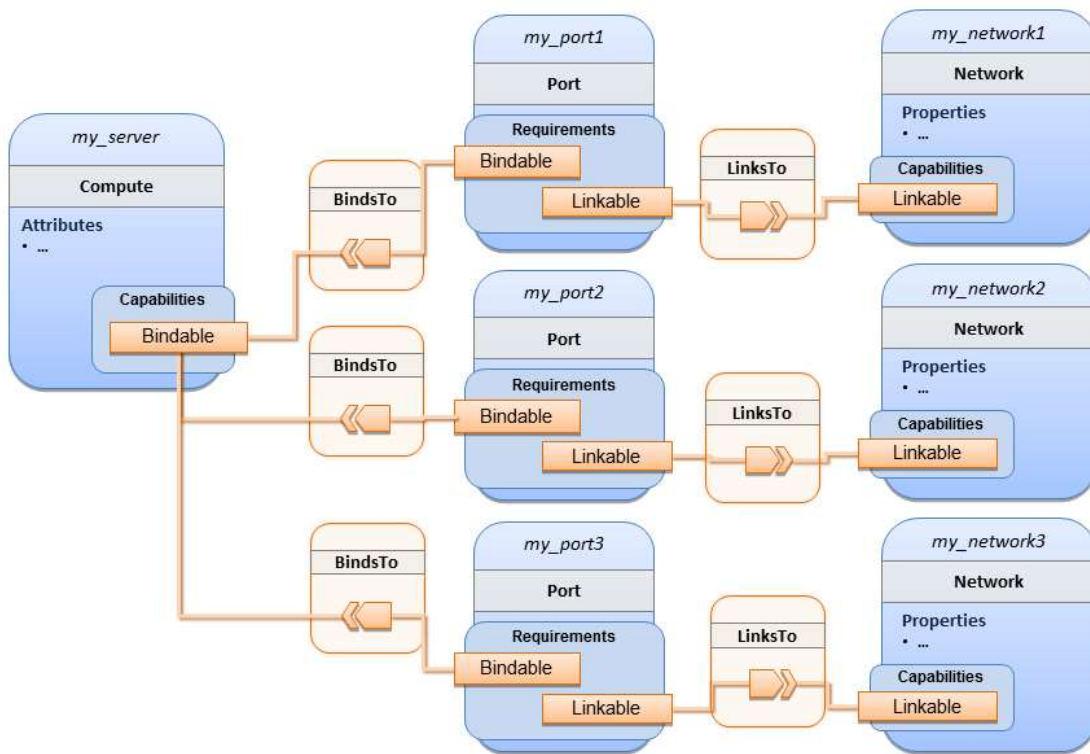 my_server
Compute
Attributes
• ...
Capabilities
Bindable
BindsTo
my_port1
Port
Requirements
Bindable
Linkable
LinksTo
my_network1
Network
Properties
• ...
Capabilities
Linkable
BindsTo
my_port2
Port
Requirements
Bindable
Linkable
LinksTo
my_network2
Network
Properties
• ...
Capabilities
Linkable
BindsTo
my_port3
Port
Requirements
Bindable
Linkable
LinksTo
my_network3
Network
Properties
• ...
Capabilities
Linkable